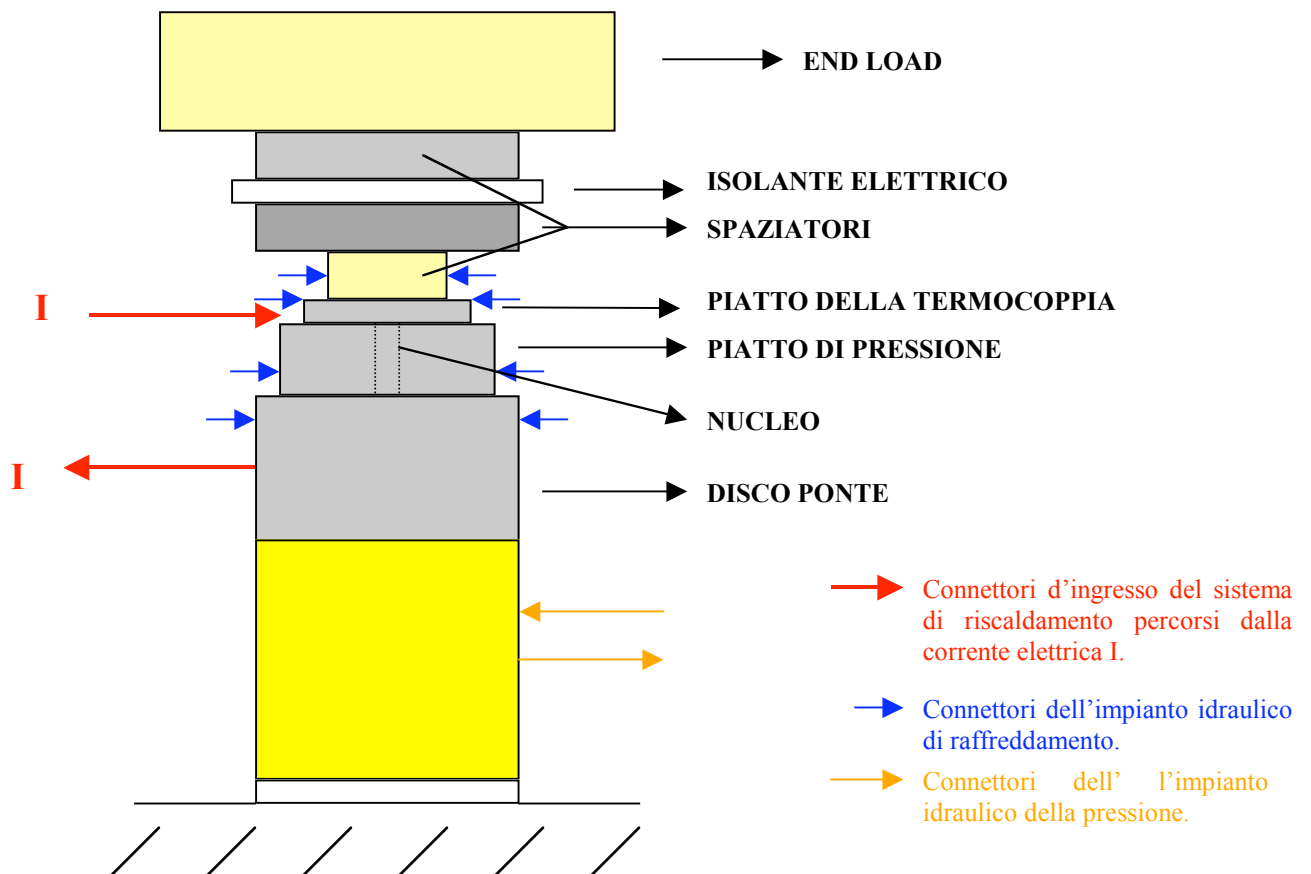 END LOAD
ISOLANTE ELETTRICO
SPAZIATORI
I
PIATTO DELLA TERMOCOPPIA
PIATTO DI PRESSIONE
NUCLEO
I
DISCO PONTE
Connettori d'ingresso del sistema
di riscaldamento percorsi dalla
corrente elettrica I.
Connettori dell'impianto idraulico
di raffreddamento.
Connettori dell' l'impianto
idraulico della pressione.